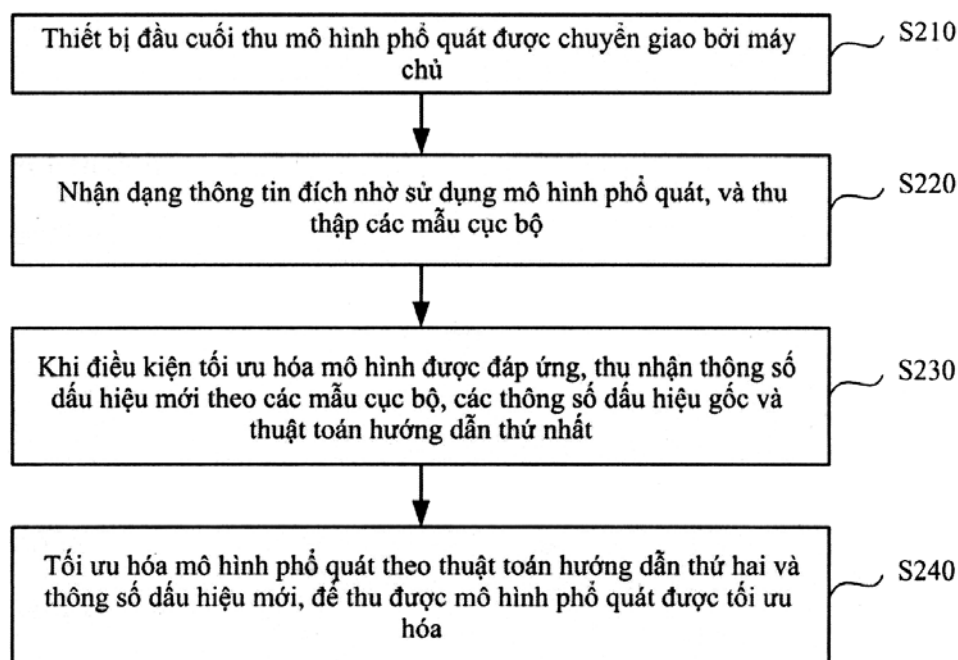 Thiết bị đầu cuối thu mô hình phổ quát được chuyển giao bởi máy
chủ
S210
Nhận dạng thông tin đích nhờ sử dụng mô hình phổ quát, và thu
thập các mẫu cục bộ
S220
Khi điều kiện tối ưu hóa mô hình được đáp ứng, thu nhận thông số
dấu hiệu mới theo các mẫu cục bộ, các thông số dấu hiệu gốc và
thuật toán hướng dẫn thứ nhất
S230
Tối ưu hóa mô hình phổ quát theo thuật toán hướng dẫn thứ hai và
thông số dấu hiệu mới, để thu được mô hình phổ quát được tối ưu
hóa
S240